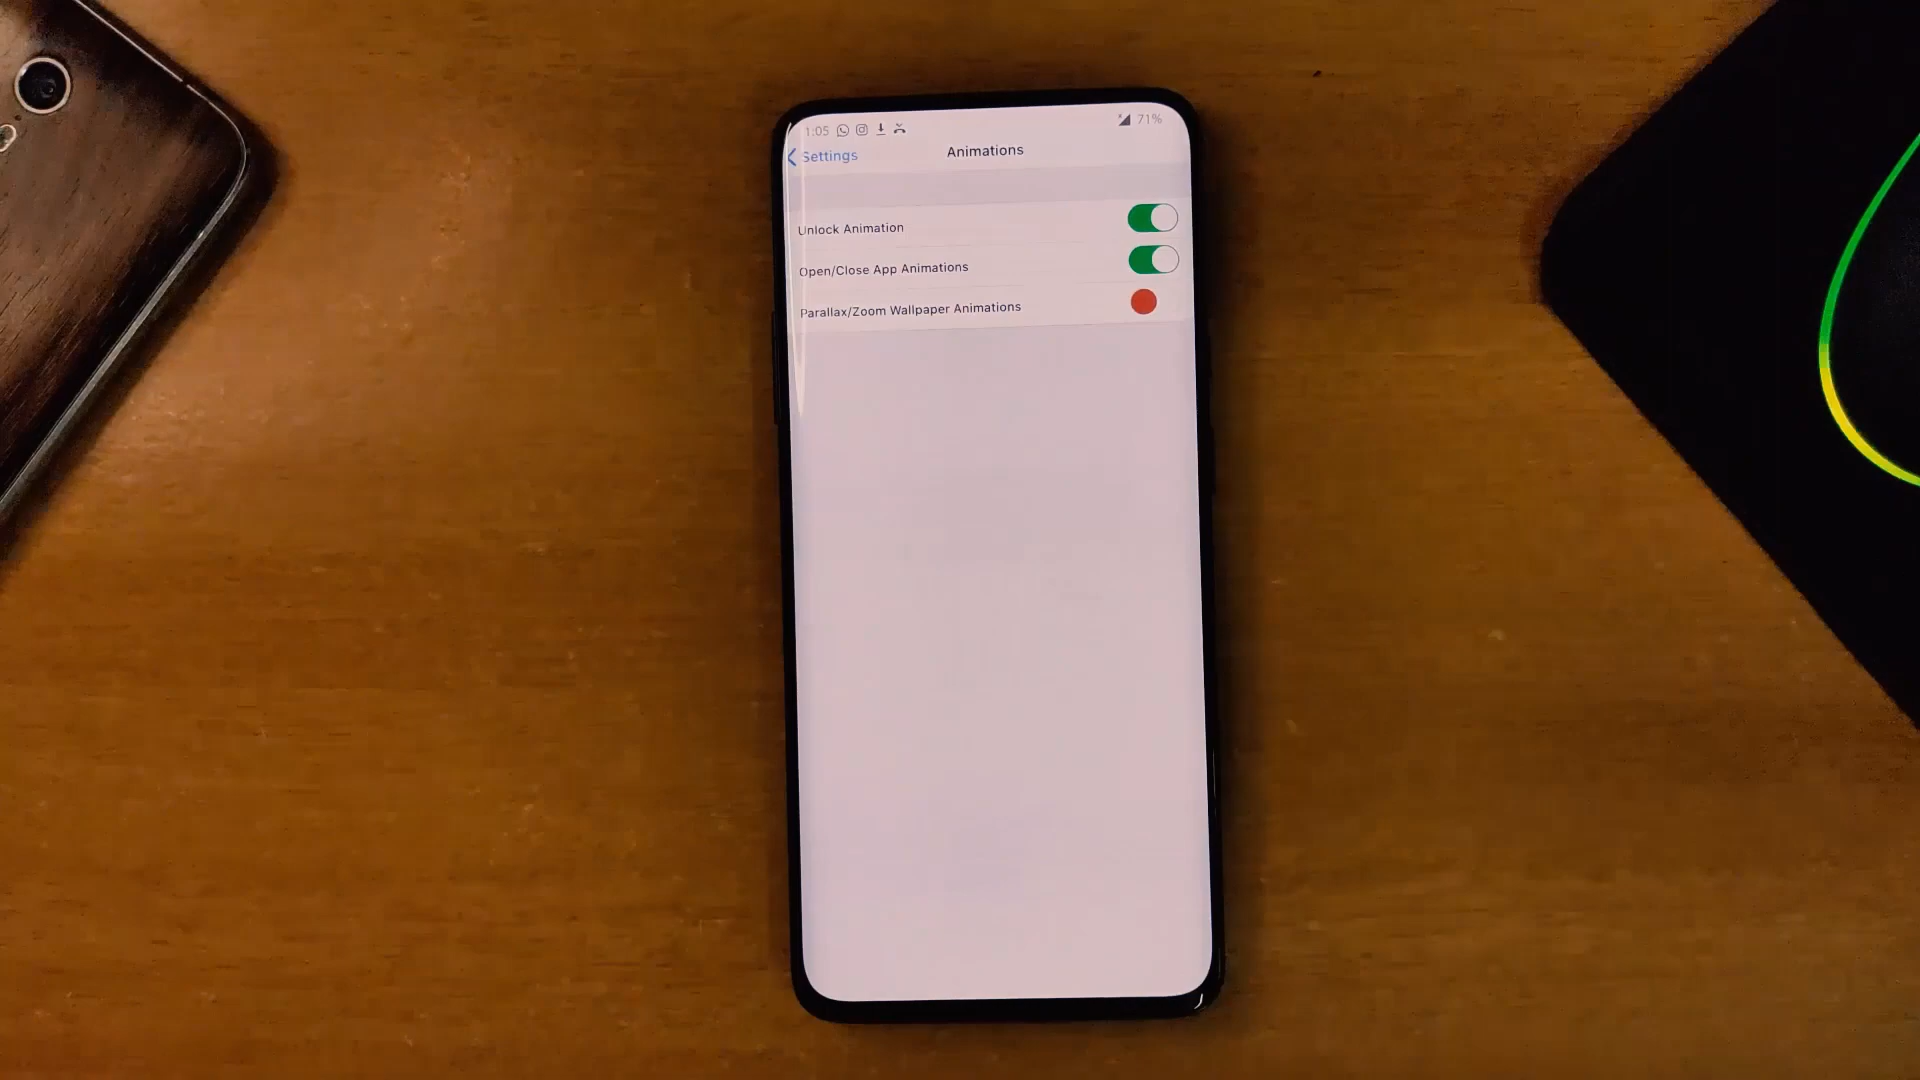 1:05 71%
Settings Animations
Unlock Animation
Open/Close App Animations
Parallax/Zoom Wallpaper Animations